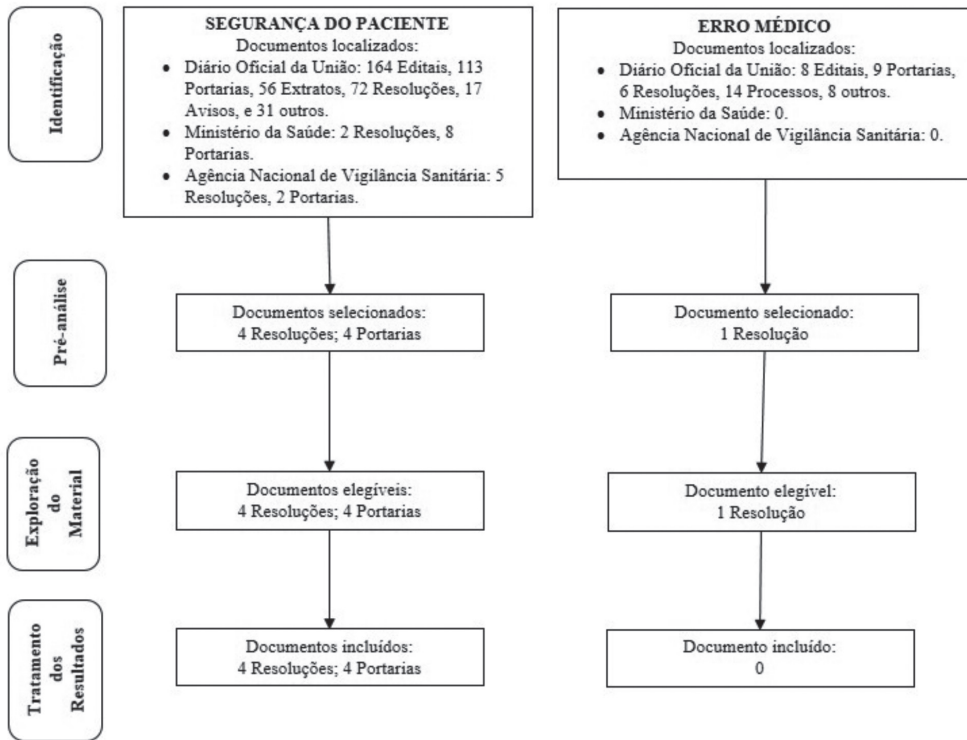 Identificação
SEGURANÇA DO PACIENTE
Documentos localizados:
• Diário Oficial da União: 164 Editais, 113
Portarias, 56 Extratos, 72 Resoluções, 17
Avisos, e 31 outros.
• Ministério da Saúde: 2 Resoluções, 8
Portarias.
• Agência Nacional de Vigilância Sanitária: 5
Resoluções, 2 Portarias.
ERRO MÉDICO
Documentos localizados:
• Diário Oficial da União: 8 Editais, 9 Portarias,
6 Resoluções, 14 Processos, 8 outros.
• Ministério da Saúde: 0.
• Agência Nacional de Vigilância Sanitária: 0.
Pré-análise
Documentos selecionados:
4 Resoluções; 4 Portarias
Documento selecionado:
1 Resolução
Exploração
do
Material
Documentos elegíveis:
4 Resoluções; 4 Portarias
Documento elegível:
1 Resolução
Tratamento
dos
Resultados
Documentos incluídos:
4 Resoluções; 4 Portarias
Documento incluído:
0